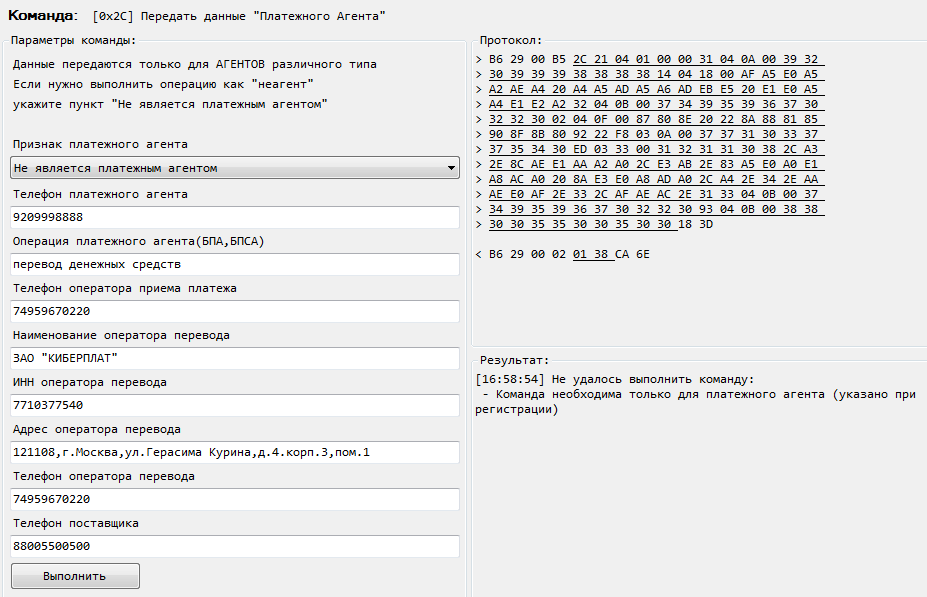 Команда: [0x2C] Передать данные "Платежного Агента"
Параметры команды:
Данные передаются только для АГЕНТОВ различного типа
Если нужно выполнить операцию как "неагент"
укажите пункт "Не является платежным агентом"
Признак платежного агента
Не является платежным агентом
Телефон платежного агента
9209998888
Операция платежного агента(БПА,БПСА)
перевод денежных средств
Телефон оператора приема платежа
74959670220
Наименование оператора перевода
ЗАО "КИБЕРПЛАТ"
ИНН оператора перевода
7710377540
Адрес оператора перевода
121108,г.Москва,ул.Герасима Курина,д.4.корп.3,пом.1
Телефон оператора перевода
74959670220
Телефон поставщика
88005500500
Выполнить
Протокол:
> B6 29 00 B5 2C 21 04 01 00 00 31 04 0A 00 39 32
> 30 39 39 39 38 38 38 38 14 04 18 00 AF A5 E0 A5
> A2 AE A4 20 A4 A5 AD A5 A6 AD EB E5 20 E1 E0 A5
> A4 E1 E2 A2 32 04 0B 00 37 34 39 35 39 36 37 30
> 32 32 30 02 04 0F 00 87 80 8E 20 22 8A 88 81 85
> 90 8F 8B 80 92 22 F8 03 0A 00 37 37 31 30 33 37
> 37 35 34 30 ED 03 33 00 31 32 31 31 30 38 2C A3
> 2E 8C AE E1 AA A2 A0 2C E3 AB 2E 83 A5 E0 A0 E1
> A8 AC A0 20 8A E3 E0 A8 AD A0 2C A4 2E 34 2E AA
> AE E0 AF 2E 33 2C AF AE AC 2E 31 33 04 0B 00 37
> 34 39 35 39 36 37 30 32 32 30 93 04 0B 00 38 38
> 30 30 35 35 30 30 35 30 30 18 3D
< B6 29 00 02 01 38 CA 6E
Результат:
[16:58:54] Не удалось выполнить команду:
- Команда необходима только для платежного агента (указано при
регистрации)